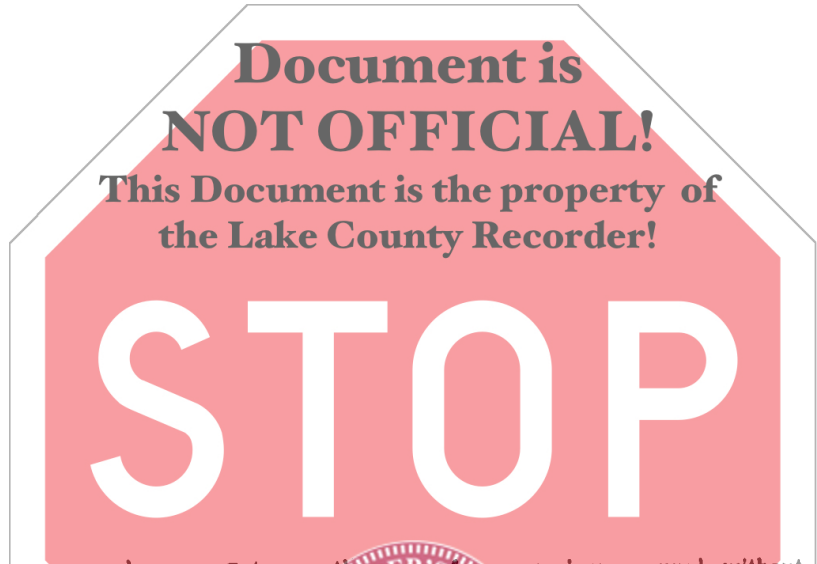 Document is
NOT OFFICIAL!
This Document is the property of
the Lake County Recorder!
STOP